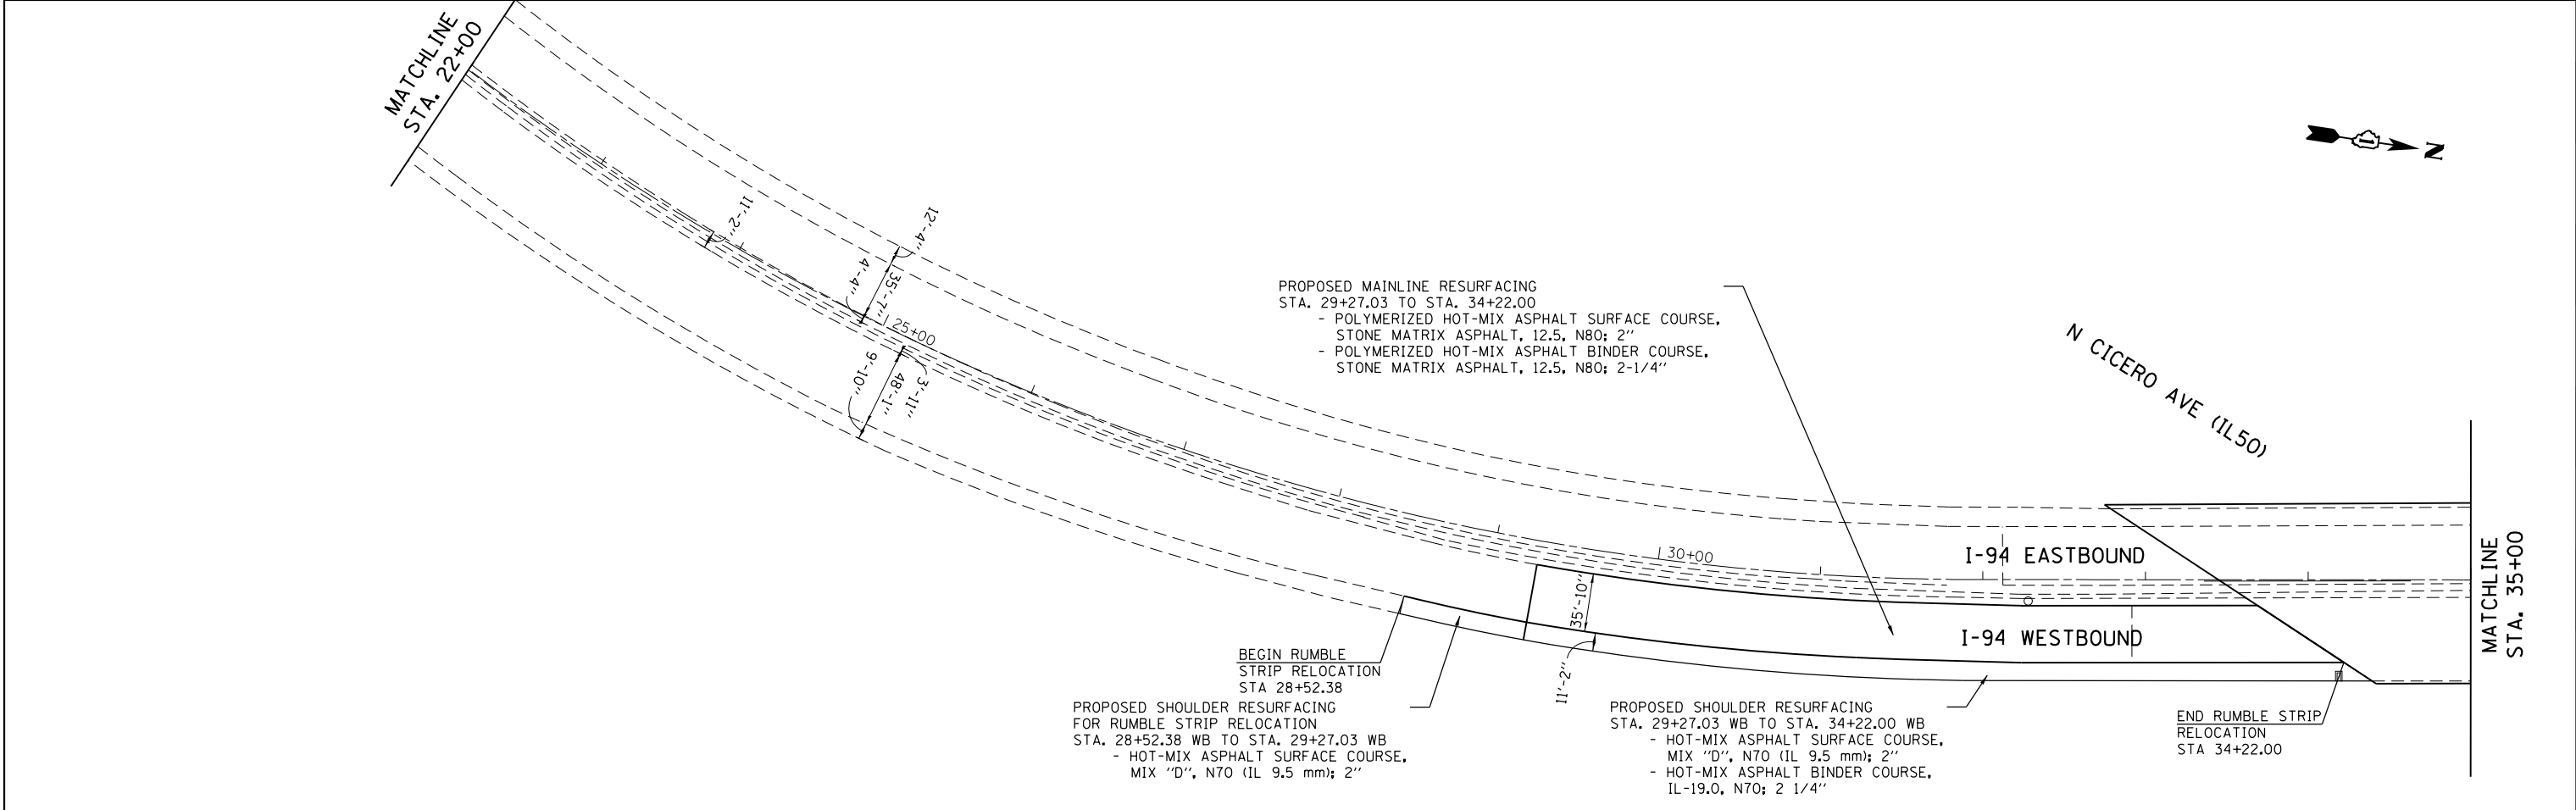 MATCHLINE
STA. 22+00
11'-2"
12'-4"
35'-7"
4'-4"
25+00
9'-10"
48'-1"
3'-11"
PROPOSED MAINLINE RESURFACING
STA. 29+27.03 TO STA. 34+22.00
- POLYMERIZED HOT-MIX ASPHALT SURFACE COURSE,
STONE MATRIX ASPHALT, 12.5, N80; 2"
- POLYMERIZED HOT-MIX ASPHALT BINDER COURSE,
STONE MATRIX ASPHALT, 12.5, N80; 2-1/4"
N CICERO AVE (IL50)
1
N
30+00
35'-10"
11'-2"
I-94 EASTBOUND
I-94 WESTBOUND
MATCHLINE
STA. 35+00
BEGIN RUMBLE
STRIP RELOCATION
STA 28+52.38
PROPOSED SHOULDER RESURFACING
FOR RUMBLE STRIP RELOCATION
STA. 28+52.38 WB TO STA. 29+27.03 WB
- HOT-MIX ASPHALT SURFACE COURSE,
MIX "D", N70 (IL 9.5 mm); 2"
PROPOSED SHOULDER RESURFACING
STA. 29+27.03 WB TO STA. 34+22.00 WB
- HOT-MIX ASPHALT SURFACE COURSE,
MIX "D", N70 (IL 9.5 mm); 2"
- HOT-MIX ASPHALT BINDER COURSE,
IL-19.0, N70; 2 1/4"
END RUMBLE STRIP
RELOCATION
STA 34+22.00